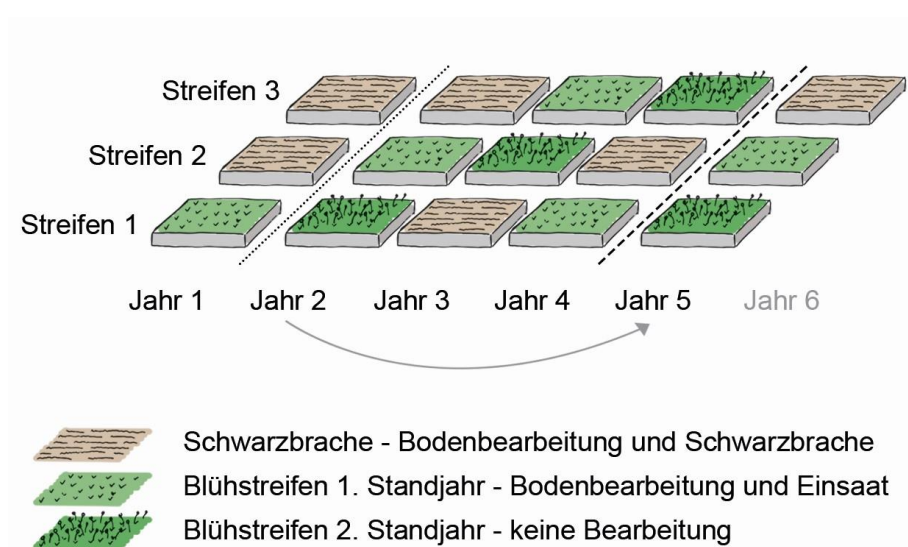 Streifen 3
Streifen 2
Streifen 1
Jahr 1 Jahr 2 Jahr 3 Jahr 4 Jahr 5 Jahr 6
Schwarzbrache - Bodenbearbeitung und Schwarzbrache
Blühstreifen 1. Standjahr - Bodenbearbeitung und Einsaat
Blühstreifen 2. Standjahr - keine Bearbeitung